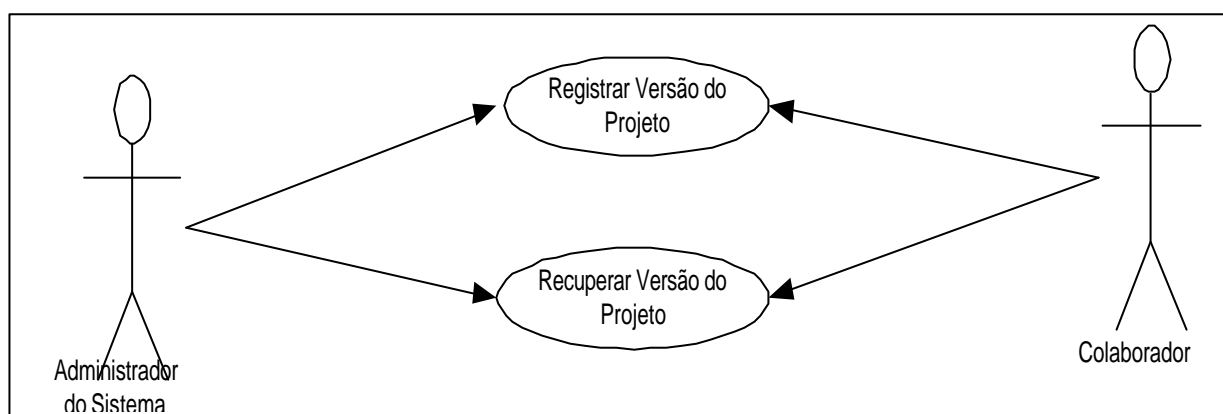 Registrar Versão do
Projeto
Recuperar Versão do
Projeto
Administrador
do Sistema
Colaborador